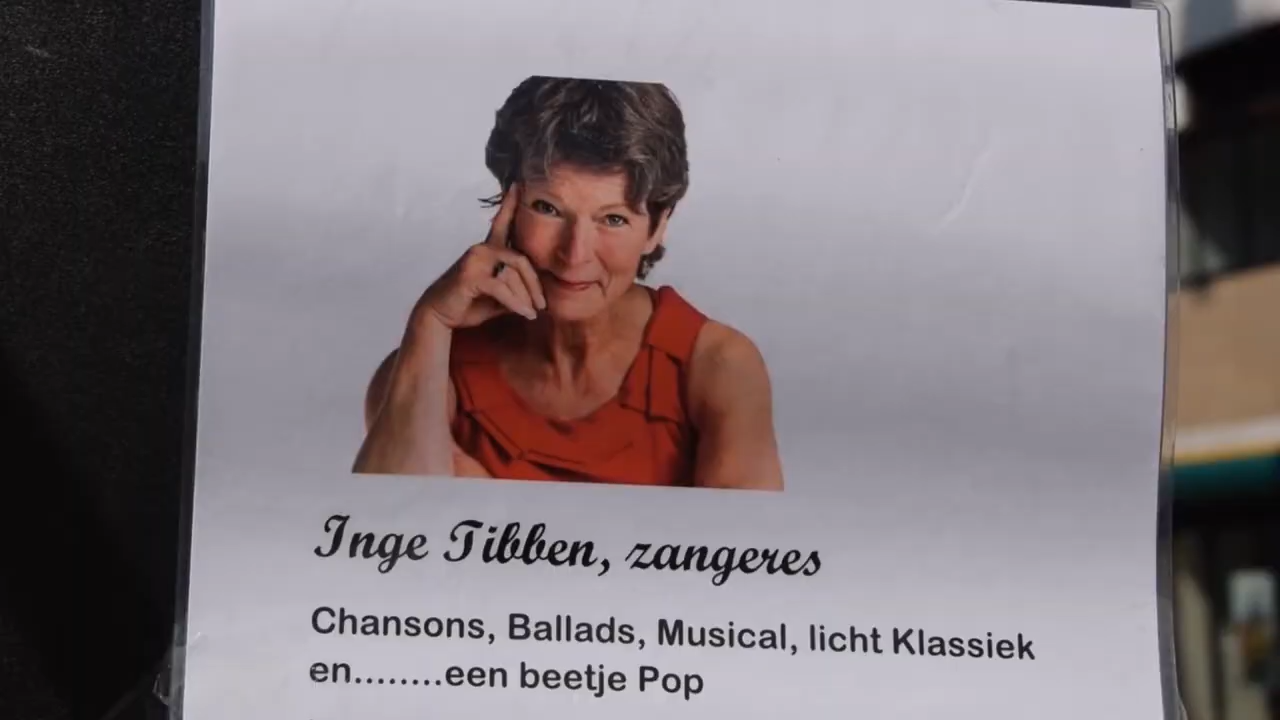 Inge Tibben, zangeres
Chansons, Ballads, Musical, licht Klassiek
en........een beetje Pop